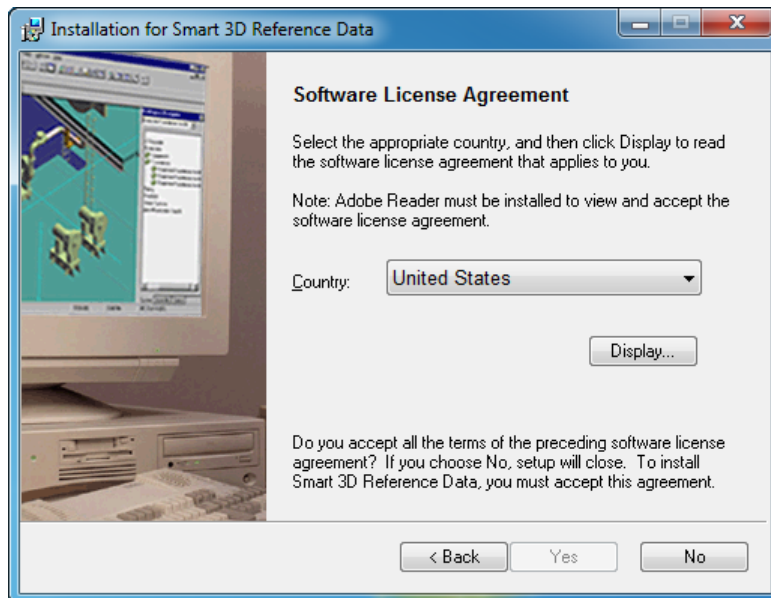 Installation for Smart 3D Reference Data
Software License Agreement
Select the appropriate country, and then click Display to read
the software license agreement that applies to you.
Note: Adobe Reader must be installed to view and accept the
software license agreement.
Country:
United States
Display...
Do you accept all the terms of the preceding software license
agreement? If you choose No, setup will close. To install
Smart 3D Reference Data, you must accept this agreement.
< Back
Yes
No